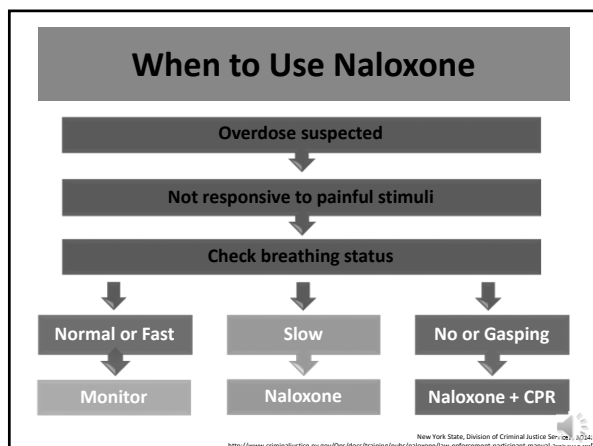 When to Use Naloxone
Overdose suspected
Not responsive to painful stimuli
Check breathing status
Normal or Fast
Slow
No or Gasping
Monitor
Naloxone
Naloxone + CPR
New York State, Division of Criminal Justice